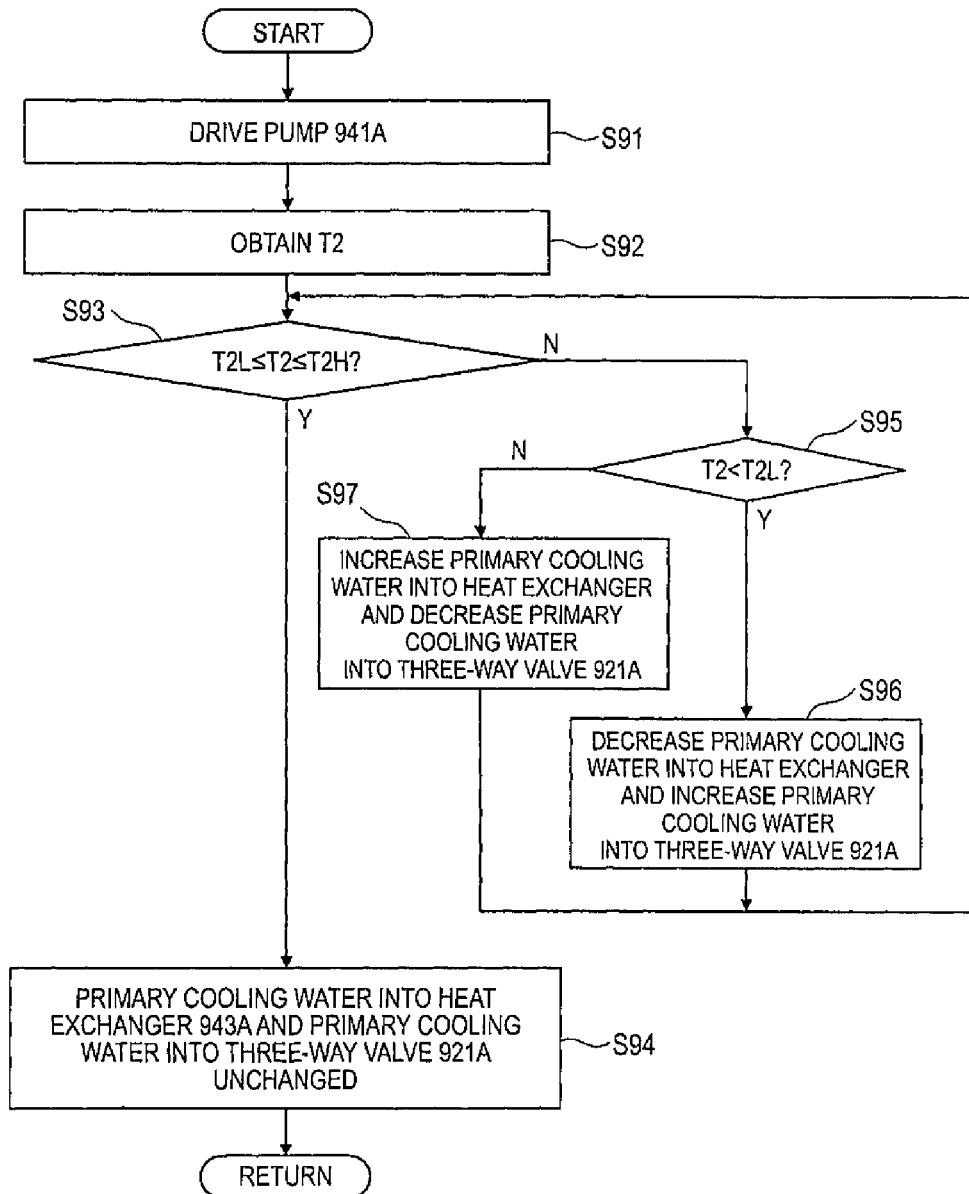 START
DRIVE PUMP 941A
S91
OBTAIN T2
S92
S93
T2L≤T2≤T2H?
N
Y
S95
T2<T2L?
N
Y
S97
INCREASE PRIMARY COOLING
WATER INTO HEAT EXCHANGER
AND DECREASE PRIMARY
COOLING WATER
INTO THREE-WAY VALVE 921A
S96
DECREASE PRIMARY COOLING
WATER INTO HEAT EXCHANGER
AND INCREASE PRIMARY
COOLING WATER
INTO THREE-WAY VALVE 921A
PRIMARY COOLING WATER INTO HEAT
EXCHANGER 943A AND PRIMARY COOLING
WATER INTO THREE-WAY VALVE 921A
UNCHANGED
S94
RETURN